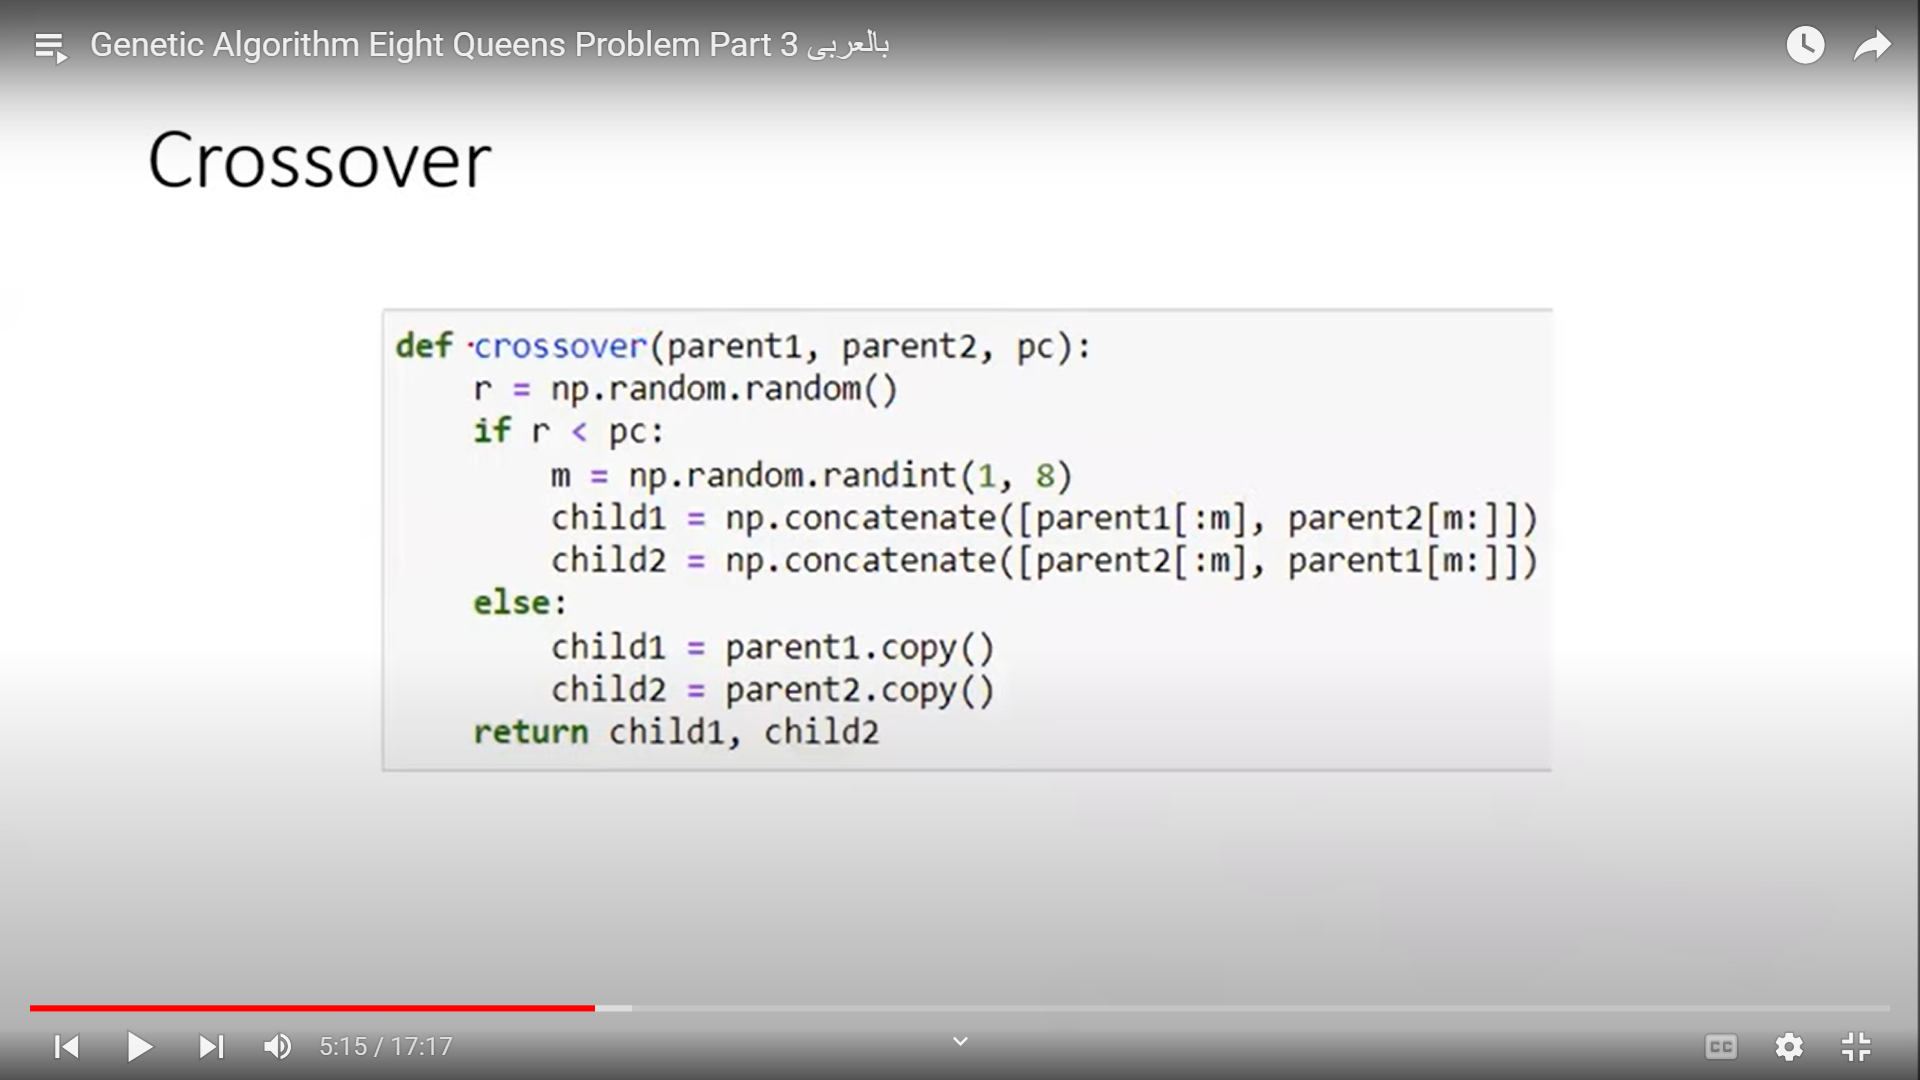 Genetic Algorithm Eight Queens Problem Part 3 بالعربى
Crossover
def crossover(parent1, parent2, pc):
    r = np.random.random()
    if r < pc:
        m = np.random.randint(1, 8)
        child1 = np.concatenate([parent1[:m], parent2[m:]])
        child2 = np.concatenate([parent2[:m], parent1[m:]])
    else:
        child1 = parent1.copy()
        child2 = parent2.copy()
    return child1, child2
5:15 / 17:17
CC